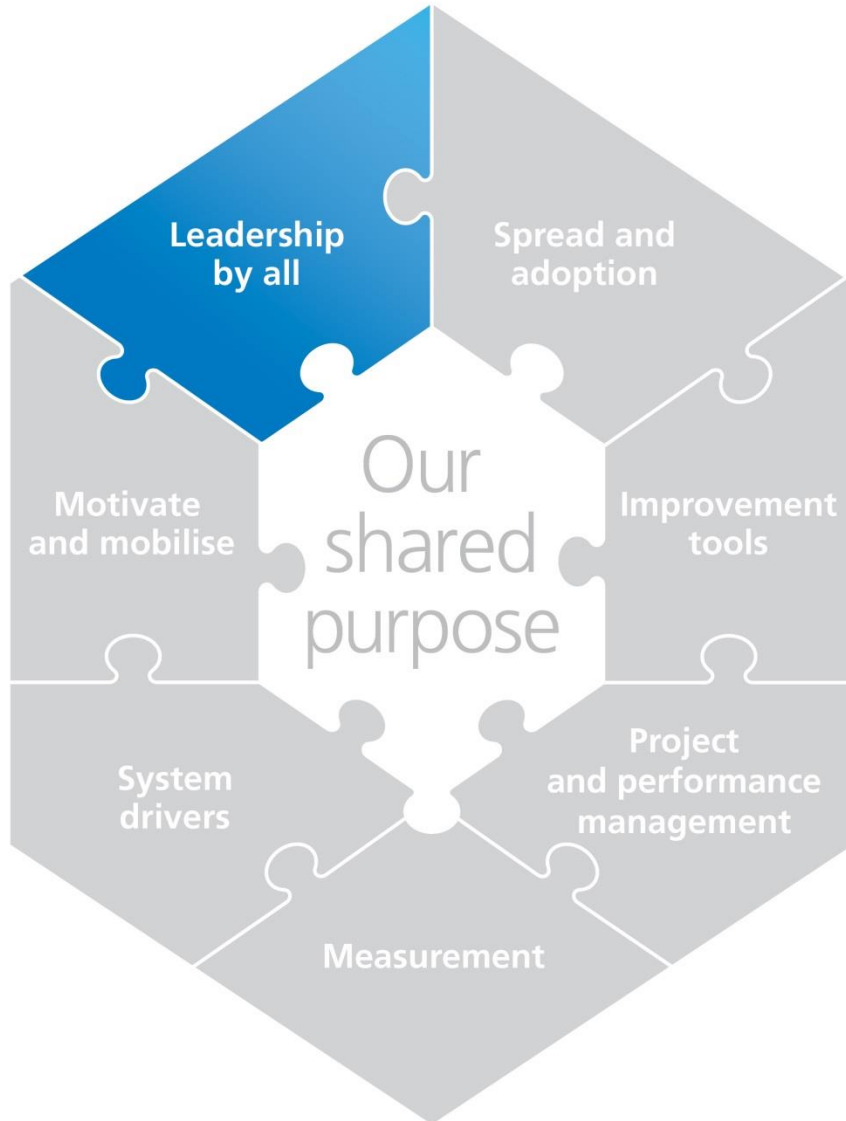 Leadership
by all
Spread and
adoption
Motivate
and mobilise
Our
shared
purpose
Improvement
tools
System
drivers
Project
and performance
management
Measurement